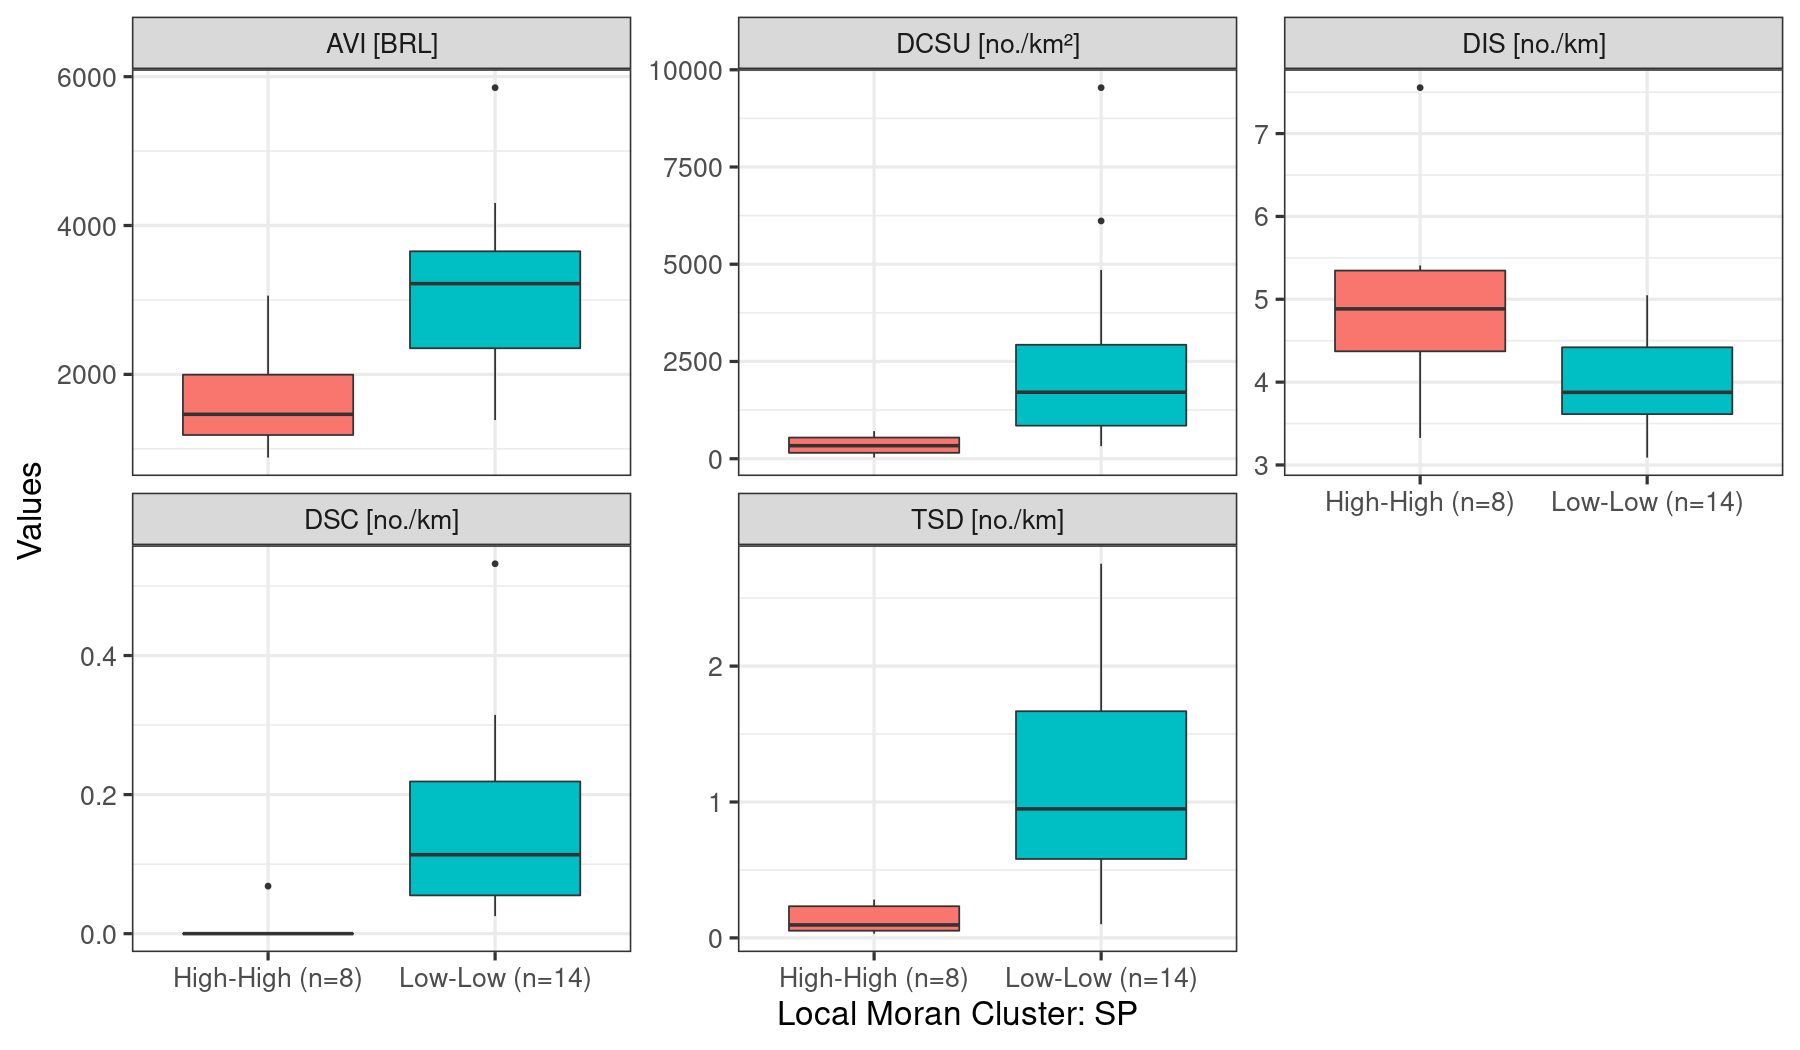 AVI [BRL]
DCSU [no./km²]
DIS [no./km]
6000
4000
2000
10000
7500
5000
2500
0
7
6
5
4
3
High-High (n=8)
Low-Low (n=14)
Values
DSC [no./km]
TSD [no./km]
0.4
0.2
0.0
2
1
0
High-High (n=8)
Low-Low (n=14)
High-High (n=8)
Low-Low (n=14)
Local Moran Cluster: SP